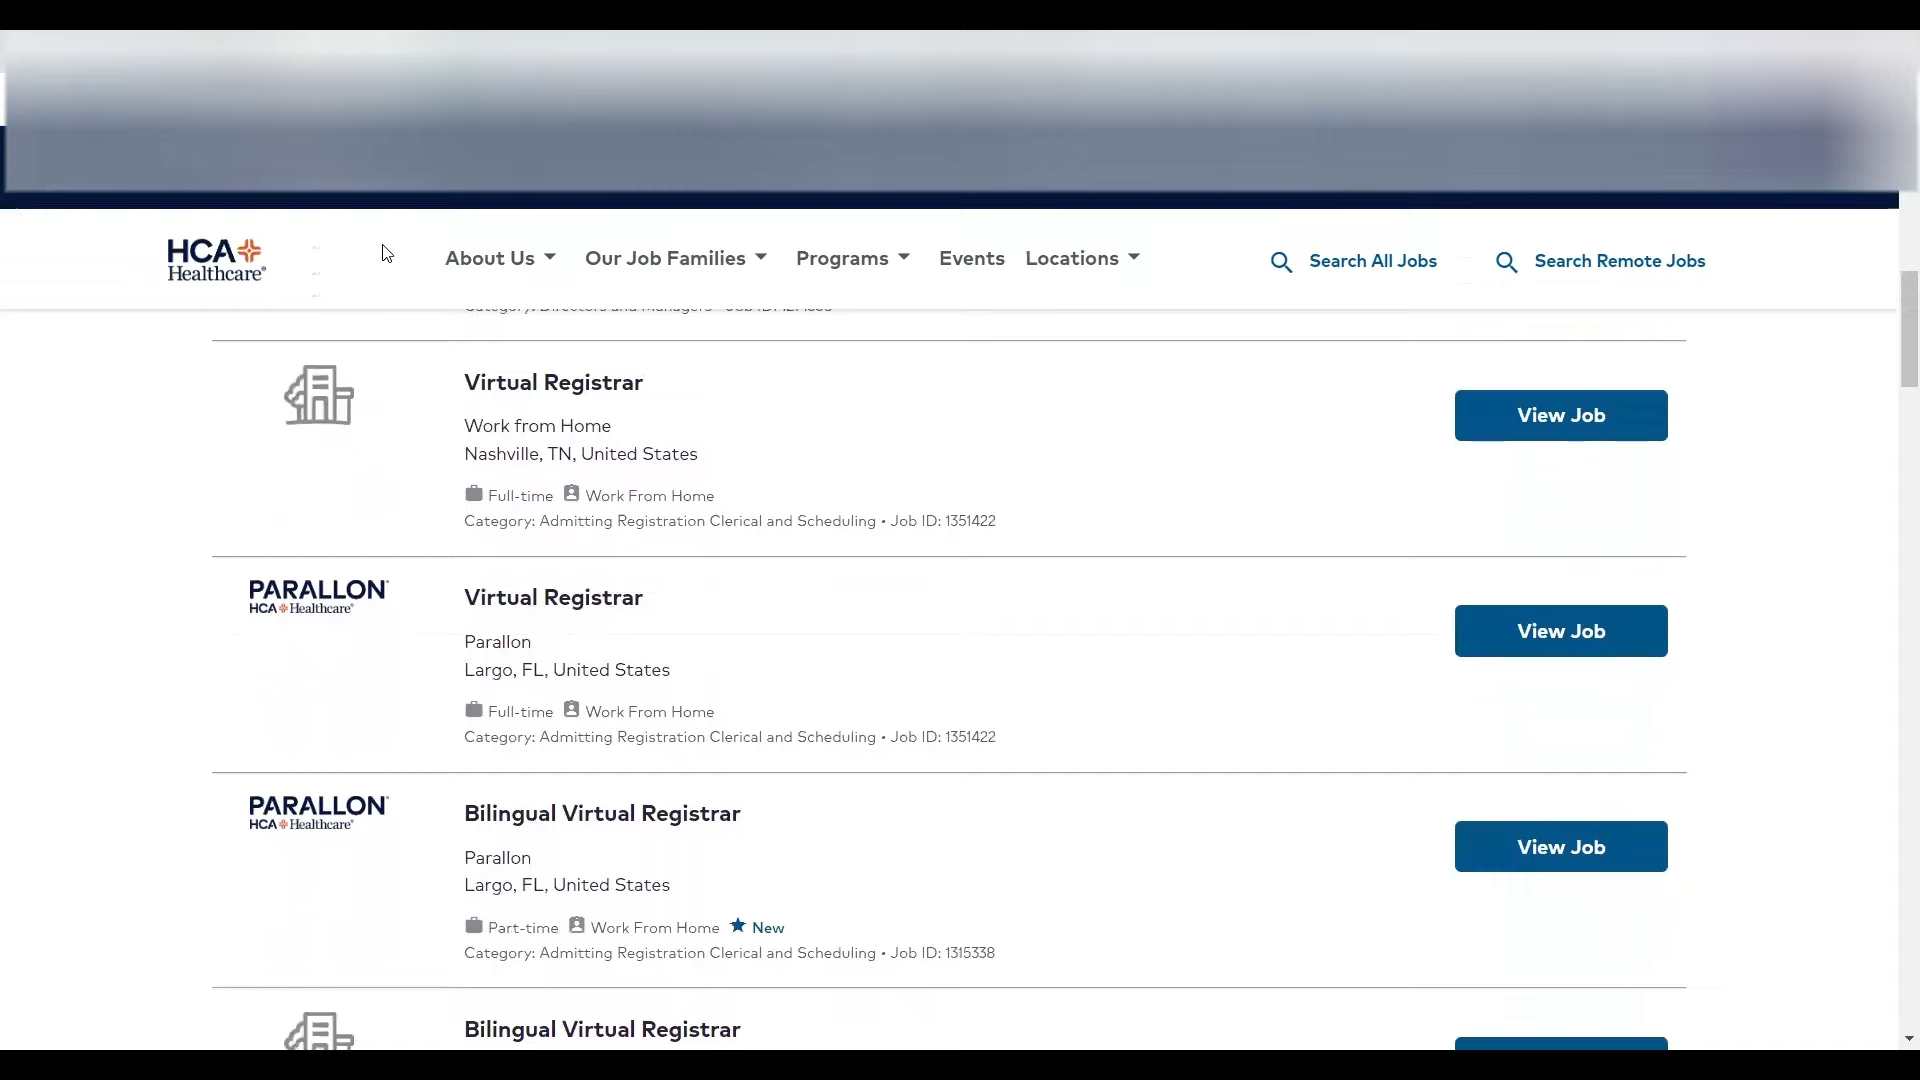 HCA
Healthcare®
About Us
Our Job Families
Programs
Events
Locations
Search All Jobs
Search Remote Jobs
Virtual Registrar
View Job
Work from Home
Nashville, TN, United States
Full-time Work From Home
Category: Admitting Registration Clerical and Scheduling • Job ID: 1351422
PARALLON
HCA Healthcare
Virtual Registrar
View Job
Parallon
Largo, FL, United States
Full-time Work From Home
Category: Admitting Registration Clerical and Scheduling • Job ID: 1351422
PARALLON
HCA Healthcare
Bilingual Virtual Registrar
View Job
Parallon
Largo, FL, United States
Part-time Work From Home New
Category: Admitting Registration Clerical and Scheduling • Job ID: 1315338
Bilingual Virtual Registrar